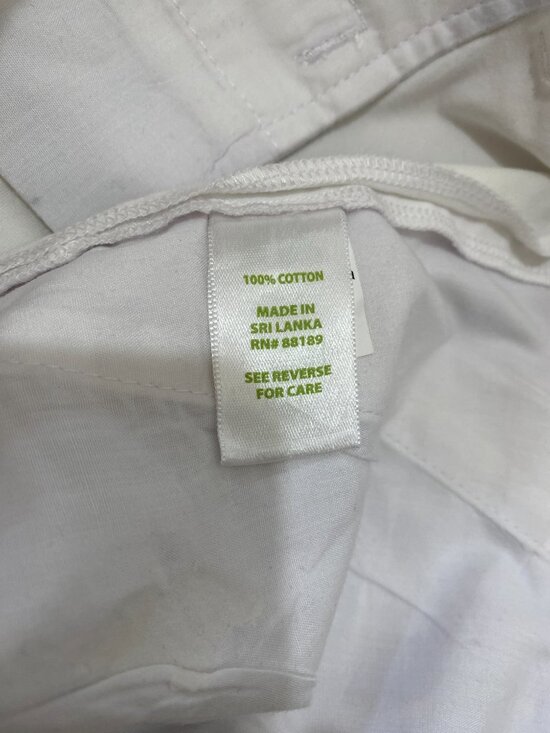 100% COTTON
MADE IN
SRI LANKA
RN# 88189
SEE REVERSE
FOR CARE